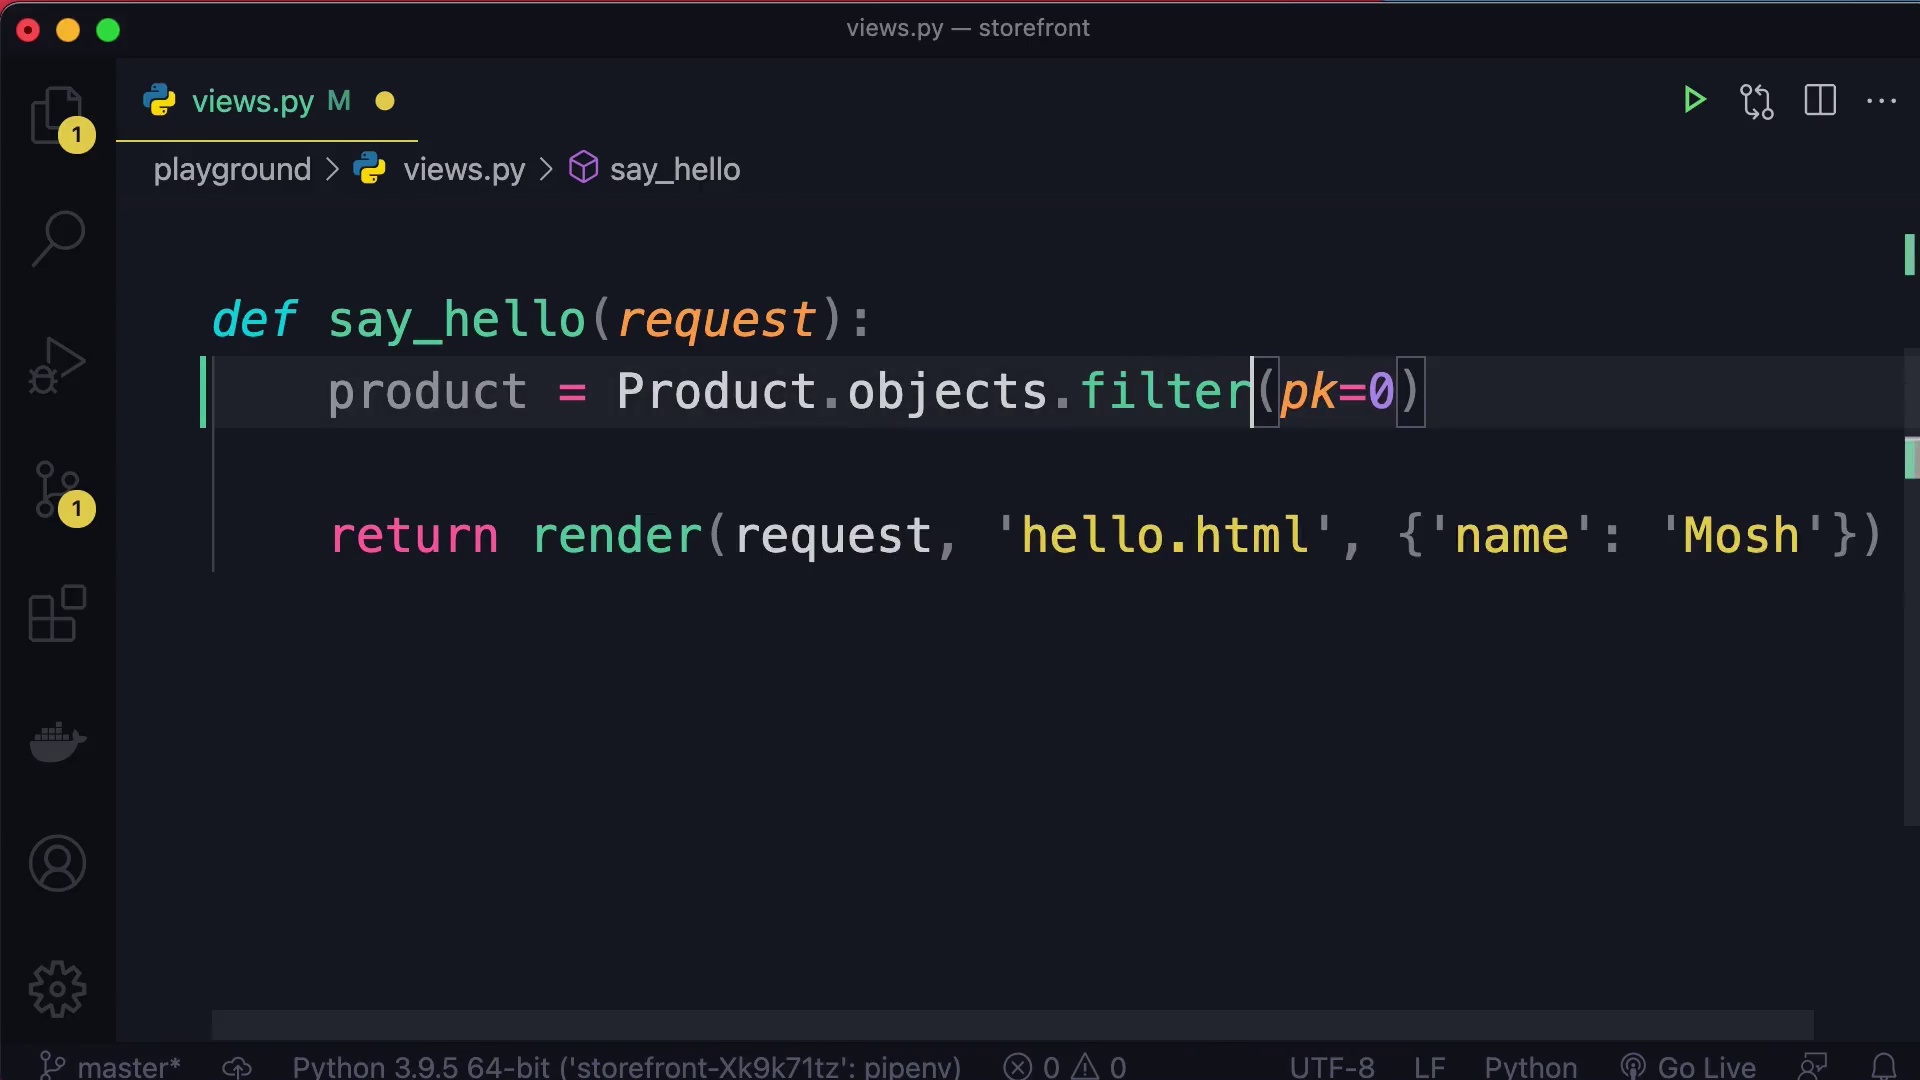 views.py — storefront
views.py M
1
playground > views.py > say_hello
def say_hello(request):
product = Product.objects.filter(pk=0)
return render(request, 'hello.html', {'name': 'Mosh'})
1
master* Python 3.9.5 64-bit ('storefront-Xk9k71tz': pipenv) 0 0 UTF-8 LF Python Go Live